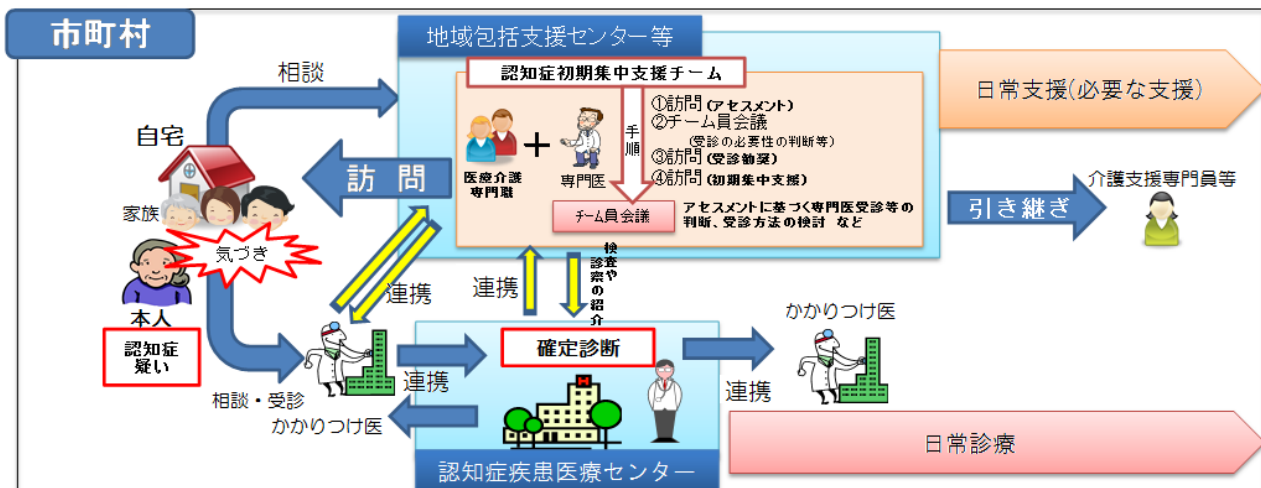 市町村
地域包括支援センター等
相談
認知症初期集中支援チーム
日常支援(必要な支援)
自宅
訪問
家族
気づき
本人
認知症
疑い
医療介護
専門職
+
専門医
手順
①訪問(アセスメント)
②チーム員会議
(受診の必要性の判断等)
③訪問(受診勧奨)
④訪問(初期集中支援)
チーム員会議
アセスメントに基づく専門医受診等の
判断、受診方法の検討 など
引き継ぎ
介護支援専門員等
連携
連携
検査や
診察の紹介
相談・受診
かかりつけ医
連携
確定診断
H
認知症疾患医療センター
連携
かかりつけ医
日常診療